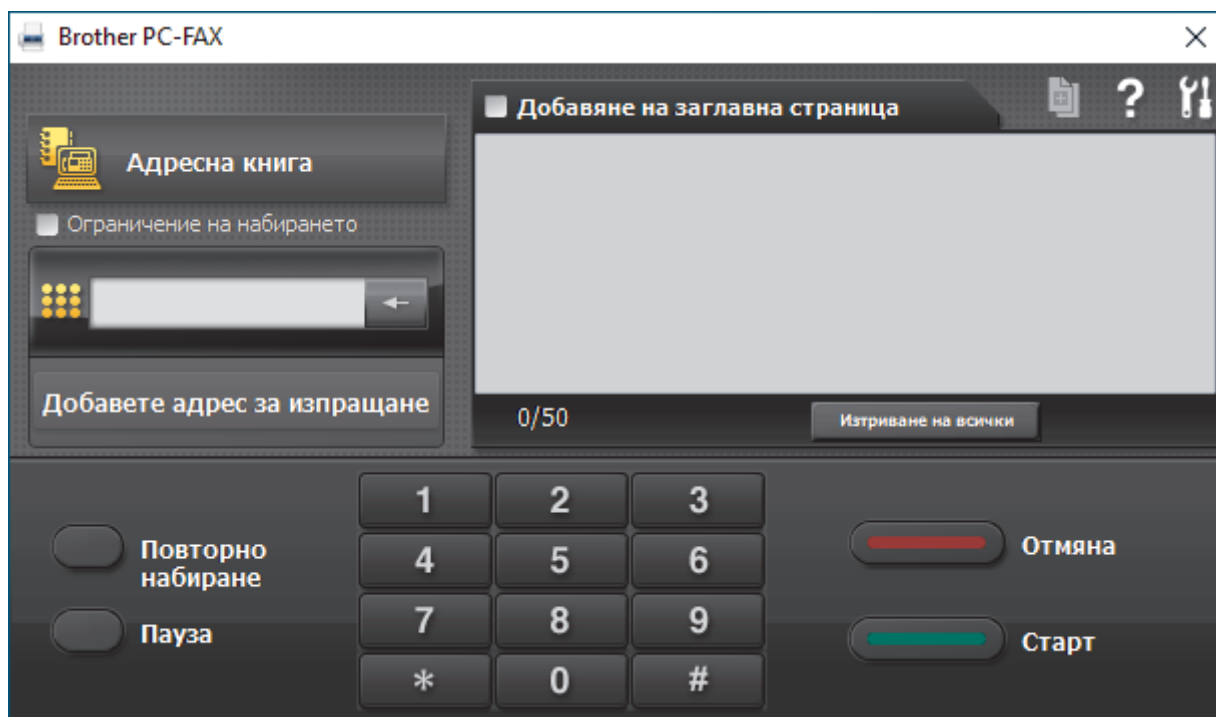 Brother PC-FAX
Добавяне на заглавна страница
?
Адресна книга
Ограничение на набирането
Добавете адрес за изпращане
0/50
Изтриване на всички
1 2 3
4 5 6
7 8 9
* 0 #
Повторно
набиране
Пауза
Отмяна
Старт